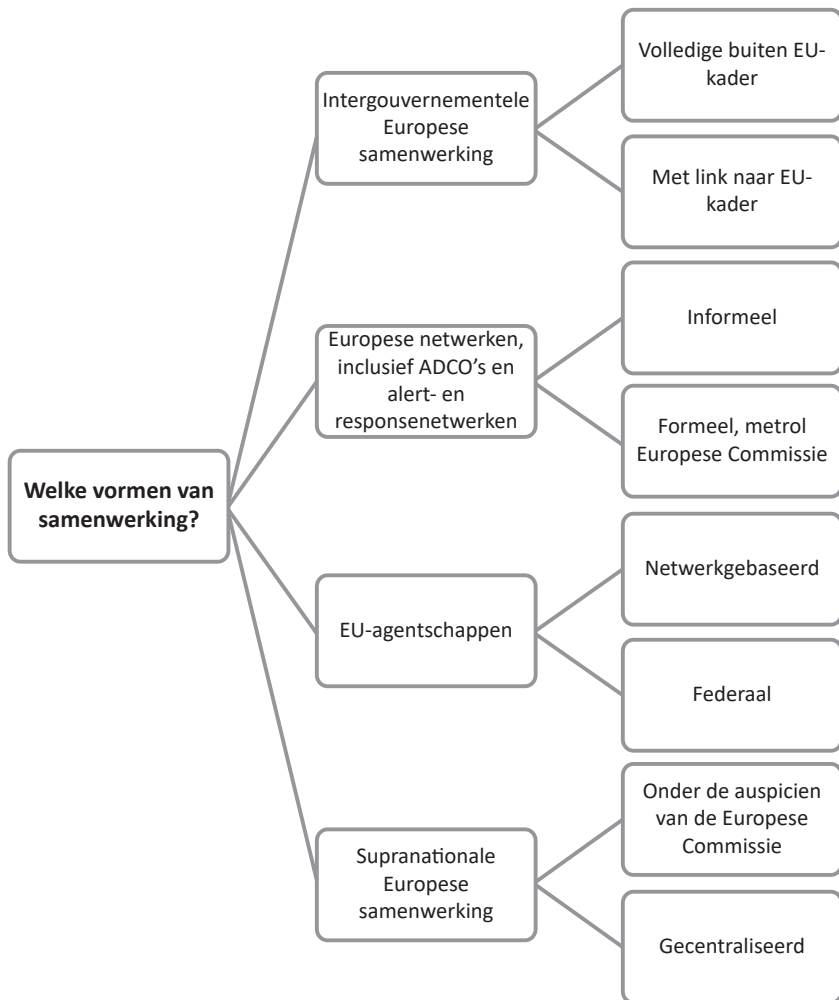 Welke vormen van
samenwerking?
Intergouvernementele
Europese
samenwerking
Volledige buiten EU-
kader
Met link naar EU-
kader
Europese netwerken,
inclusief ADCO's en
alert- en
responsenetwerken
Informeel
Formeel, metrol
Europese Commissie
EU-agentschappen
Netwerkgebaseerd
Federaal
Supranationale
Europese
samenwerking
Onder de auspicien
van de Europese
Commissie
Gecentraliseerd